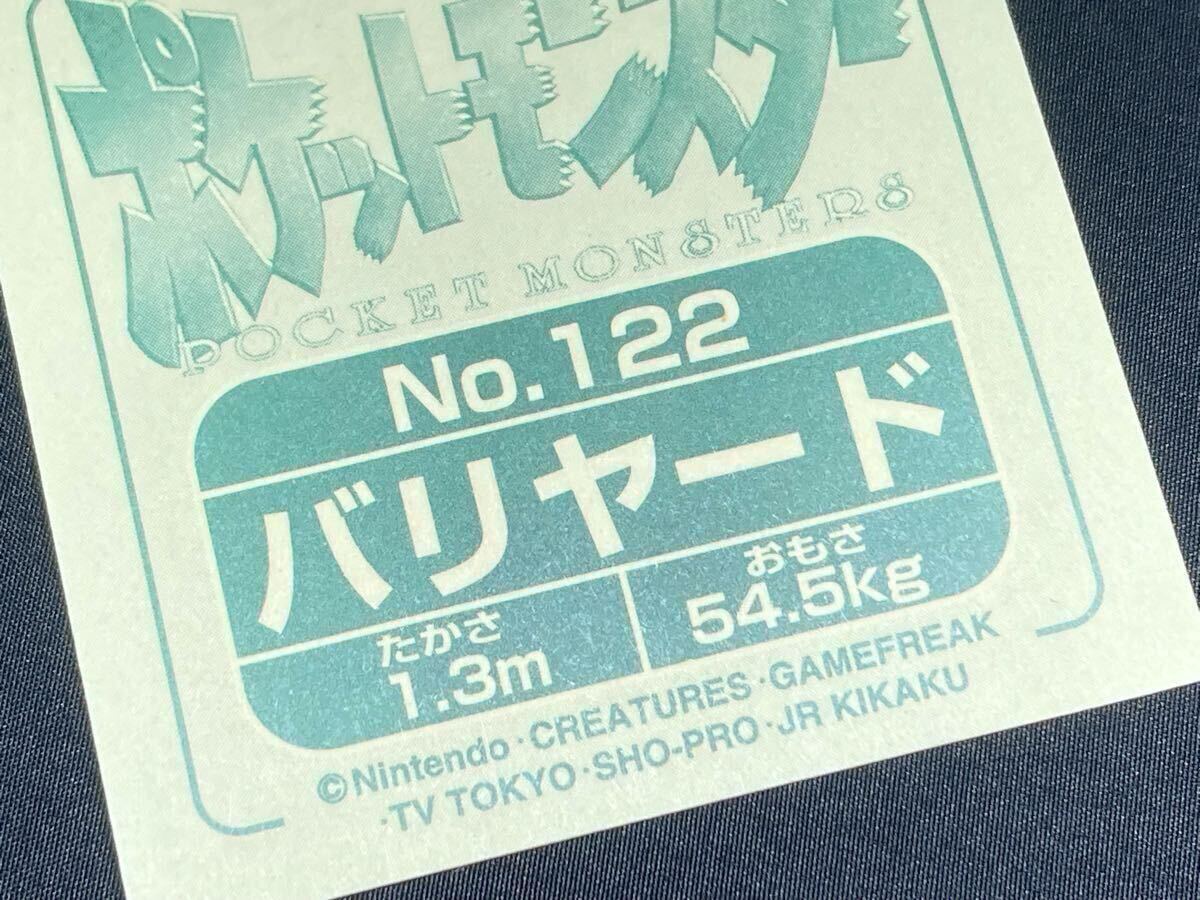 ポケットモンスター
POCKET MONSTERS
No.122
バリヤード
たかさ
1.3m
おもさ
54.5kg
©Nintendo·CREATURES·GAMEFREAK
·TV TOKYO·SHO-PRO·JR KIKAKU